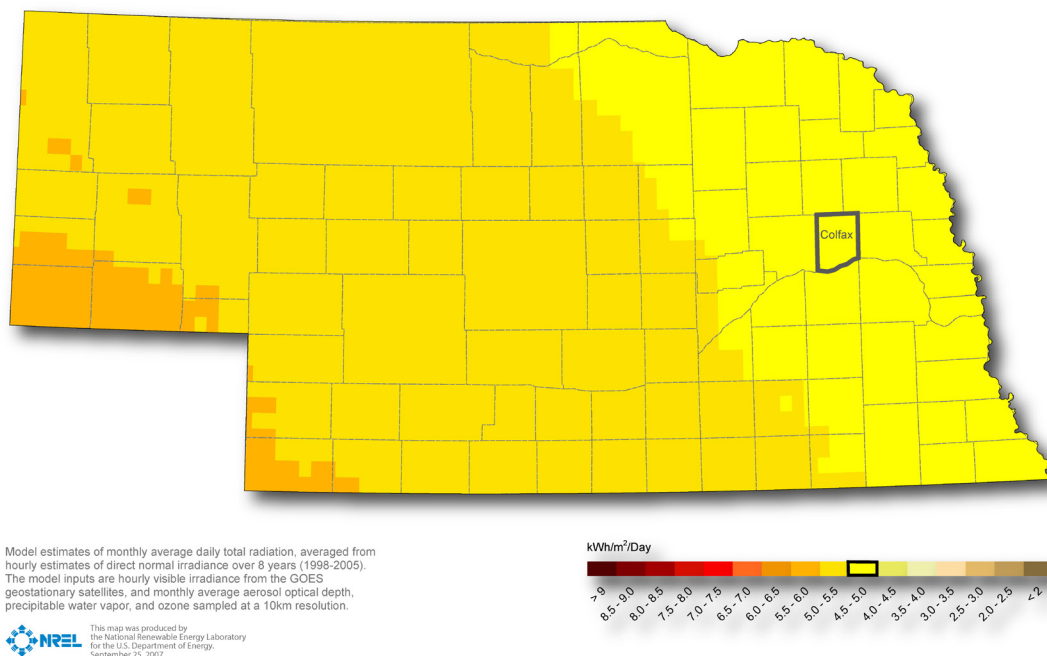 Colfax
Model estimates of monthly average daily total radiation, averaged from
hourly estimates of direct normal irradiance over 8 years (1998-2005).
The model inputs are hourly visible irradiance from the GOES
geostationary satellites, and monthly average aerosol optical depth,
precipitable water vapor, and ozone sampled at a 10km resolution.
NREL
This map was produced by
the National Renewable Energy Laboratory
for the U.S. Department of Energy.
September 25, 2007
kWh/m²/Day
> 9
8.5 - 9.0
8.0 - 8.5
7.5 - 8.0
7.0 - 7.5
6.5 - 7.0
6.0 - 6.5
5.5 - 6.0
5.0 - 5.5
4.5 - 5.0
4.0 - 4.5
3.5 - 4.0
3.0 - 3.5
2.5 - 3.0
2.0 - 2.5
< 2